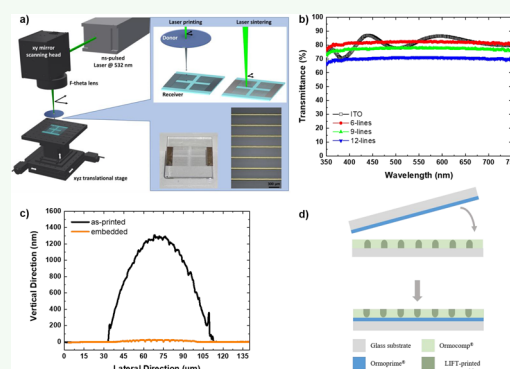 a)
ns-pulsed
Laser @ 532 nm
xy mirror
scanning head
F-theta lens
xyz translational stage
Laser printing
Laser sintering
Donor
Receiver
b)
Transmittance (%)
100
90
80
70
60
50
40
30
20
10
0
ITO
6-lines
9-lines
12-lines
350 400 450 500 550 600 650 700
Wavelength (nm)
c)
Vertical Direction (nm)
1600
1400
1200
1000
800
600
400
200
0
as-printed
embedded
0 15 30 45 60 75 90 105 120 135
Lateral Direction (µm)
d)
Glass substrate
Ormocomp®
Ormoprime®
LIFT-printed